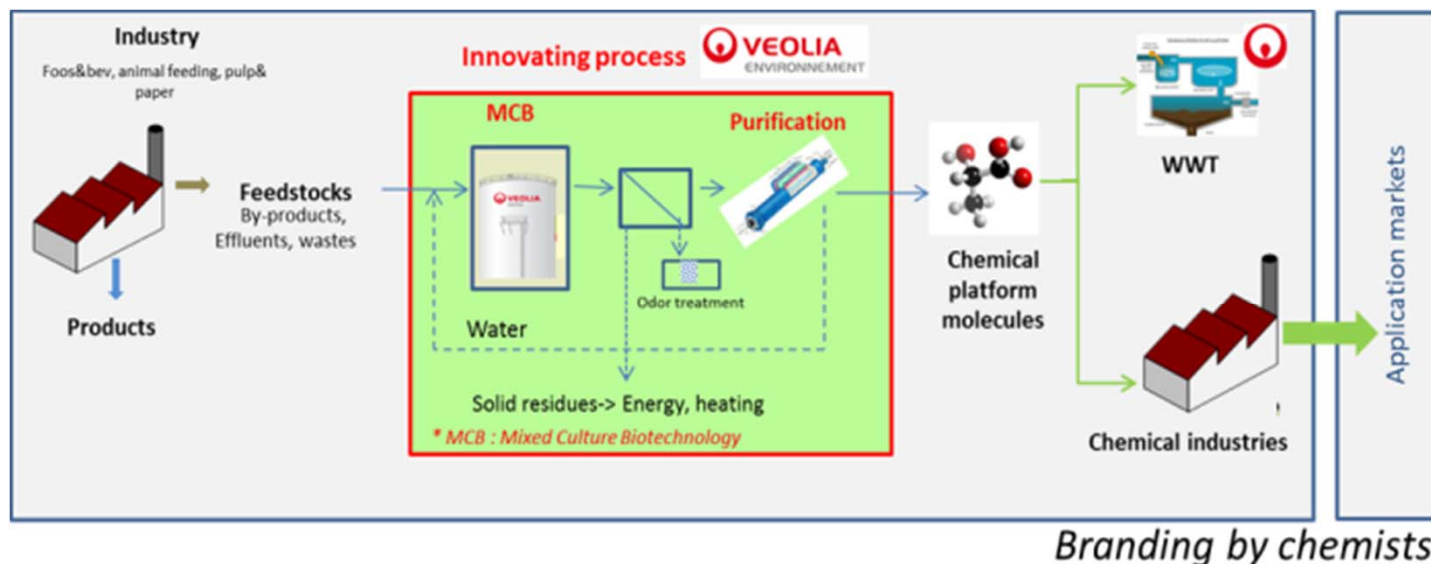 Industry
Foos&bev, animal feeding, pulp&
paper
Products
Feedstocks
By-products,
Effluents, wastes
Innovating process
VEOLIA
ENVIRONNEMENT
MCB
VEOLIA
Purification
Odor treatment
Water
Solid residues-> Energy, heating
* MCB : Mixed Culture Biotechnology
Chemical
platform
molecules
WWT
Chemical industries
Application markets
Branding by chemists